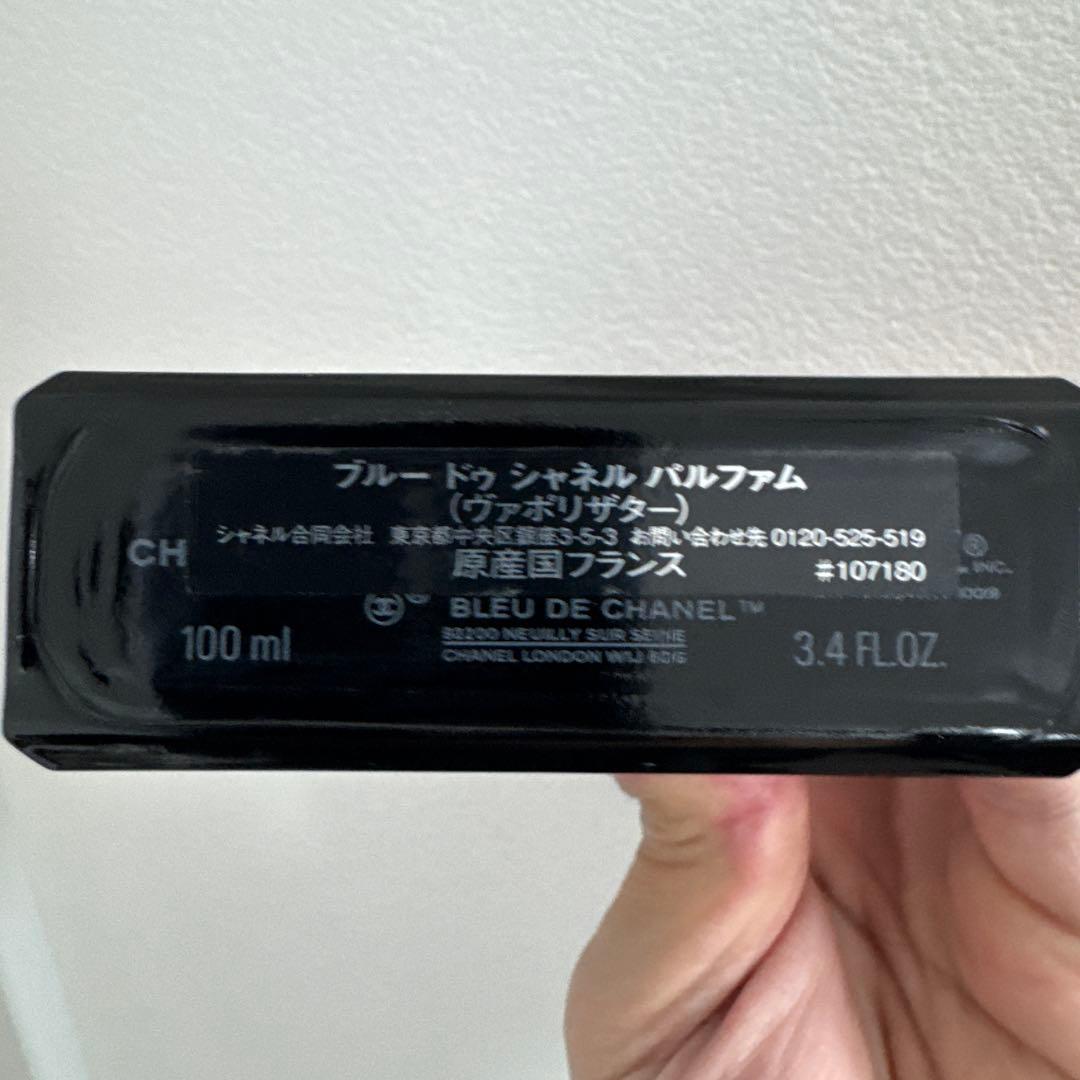 ブルー ドゥ シャネル パルファム
(ヴァポリザター)
シャネル合同会社 東京都中央区銀座3-5-3 お問い合わせ先 0120-525-519
原産国フランス #107180
CH ®
INC.
BLEU DE CHANEL™
100 ml 3.4 FL.OZ.
92200 NEUILLY SUR SEINE
CHANEL LONDON W1J 6DG